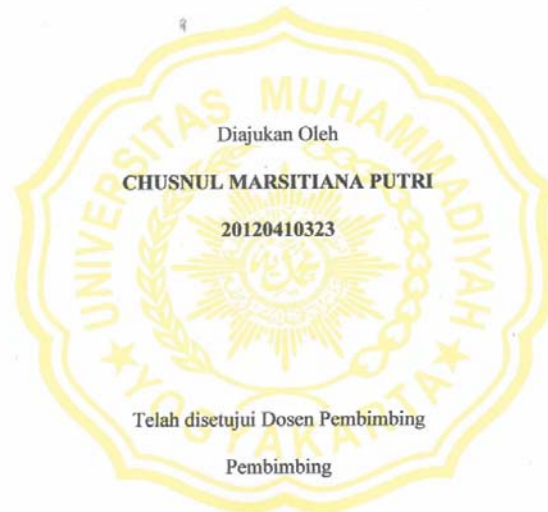 UNIVERSITAS MUHAMMADIYAH
Diajukan Oleh
CHUSNUL MARSITIANA PUTRI
20120410323
YOGYAKARTA
Telah disetujui Dosen Pembimbing
Pembimbing